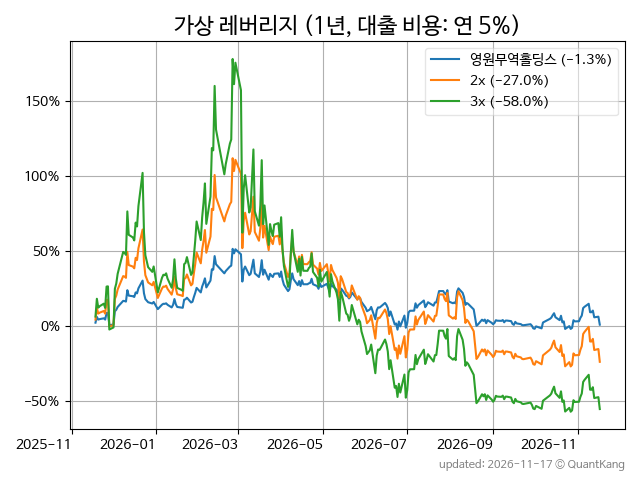 가상 레버리지 (1년, 대출 비용: 연 5%)
영원무역홀딩스 (−1.3%)
2x (−27.0%)
3x (−58.0%)
150%
100%
50%
0%
−50%
2025-11 2026-01 2026-03 2026-05 2026-07 2026-09 2026-11
updated: 2026-11-17 © QuantKang